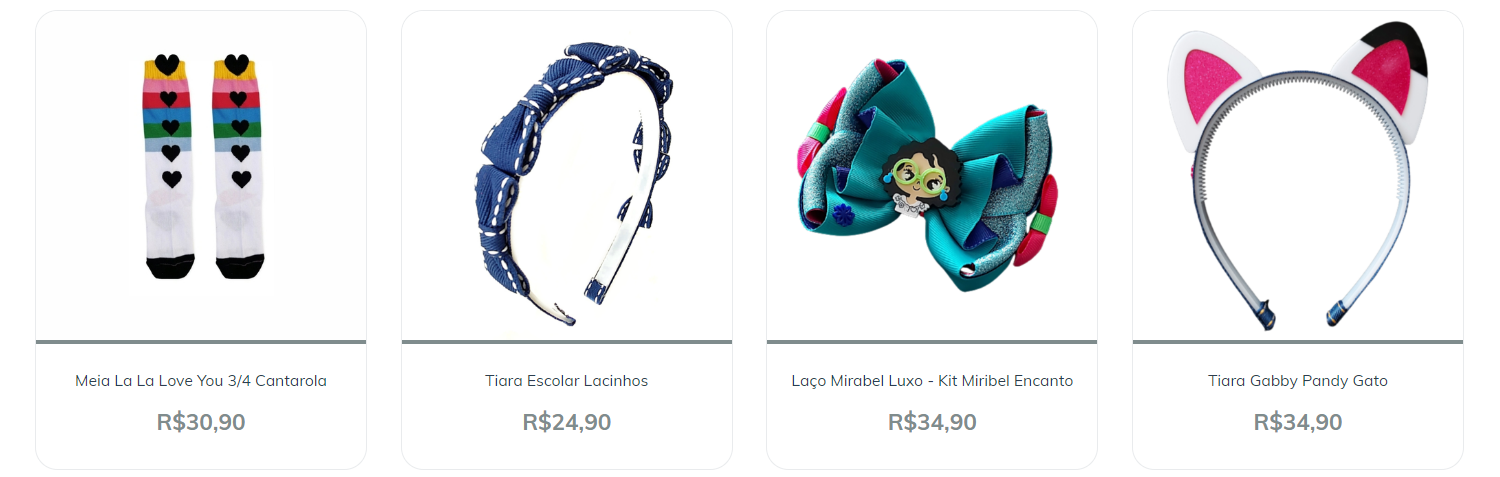 Meia La La Love You 3/4 Cantarola
R$30,90
Tiara Escolar Lacinhos
R$24,90
Laço Mirabel Luxo - Kit Miribel Encanto
R$34,90
Tiara Gabby Pandy Gato
R$34,90